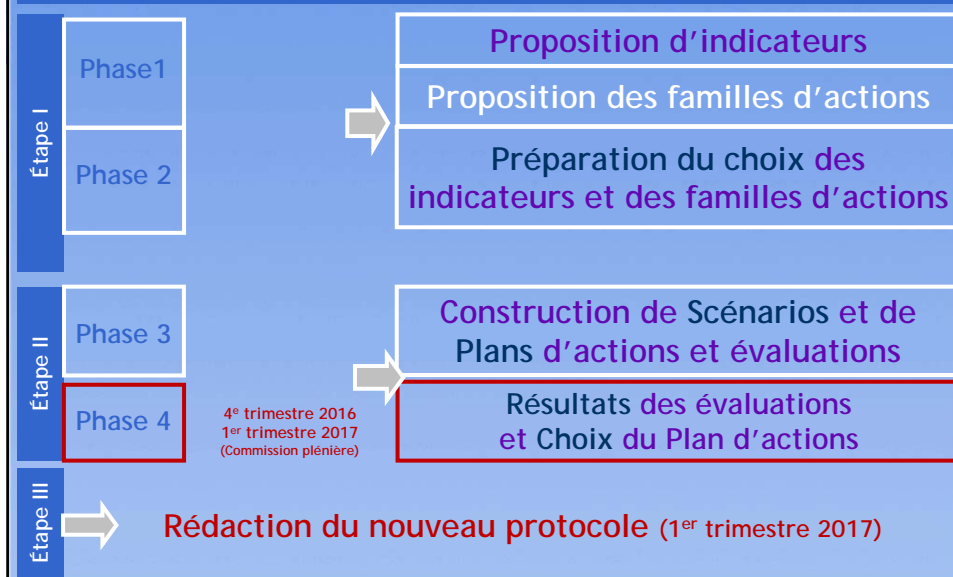 Étape I
Phase1
Phase 2
Proposition d’indicateurs
Proposition des familles d’actions
Préparation du choix des
indicateurs et des familles d’actions
Étape II
Phase 3
Phase 4
4e trimestre 2016
1er trimestre 2017
(Commission plénière)
Construction de Scénarios et de
Plans d’actions et évaluations
Résultats des évaluations
et Choix du Plan d’actions
Étape III
Rédaction du nouveau protocole (1er trimestre 2017)